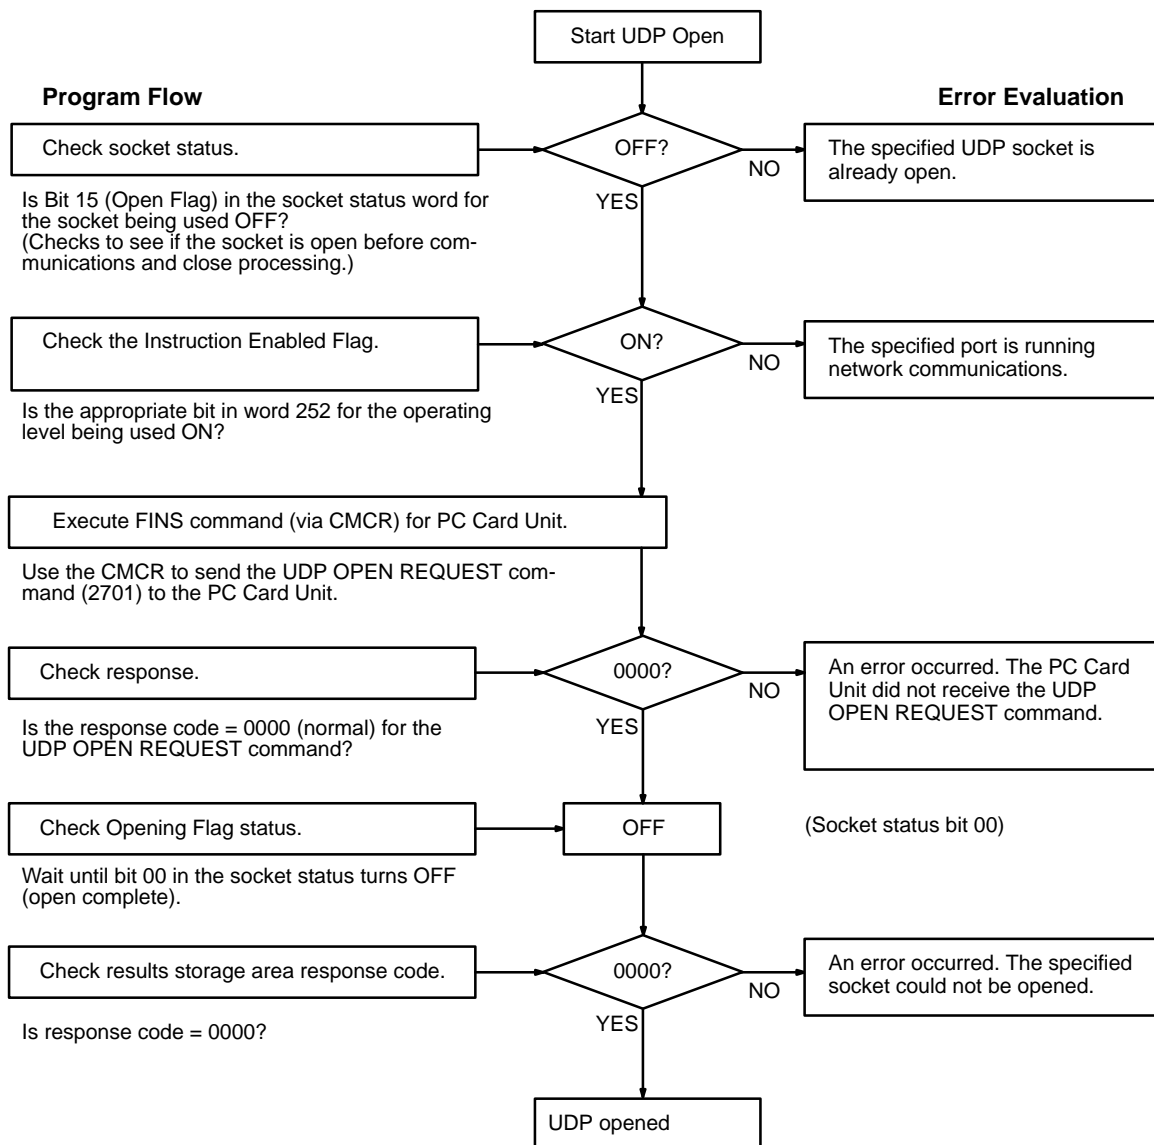 Start UDP Open
Program Flow
Error Evaluation
Check socket status.
OFF?
NO
YES
The specified UDP socket is
already open.
Is Bit 15 (Open Flag) in the socket status word for
the socket being used OFF?
(Checks to see if the socket is open before com-
munications and close processing.)
Check the Instruction Enabled Flag.
ON?
NO
YES
The specified port is running
network communications.
Is the appropriate bit in word 252 for the operating
level being used ON?
Execute FINS command (via CMCR) for PC Card Unit.
Use the CMCR to send the UDP OPEN REQUEST com-
mand (2701) to the PC Card Unit.
Check response.
0000?
NO
YES
An error occurred. The PC Card
Unit did not receive the UDP
OPEN REQUEST command.
Is the response code = 0000 (normal) for the
UDP OPEN REQUEST command?
Check Opening Flag status.
OFF
(Socket status bit 00)
Wait until bit 00 in the socket status turns OFF
(open complete).
Check results storage area response code.
0000?
NO
YES
An error occurred. The specified
socket could not be opened.
Is response code = 0000?
UDP opened